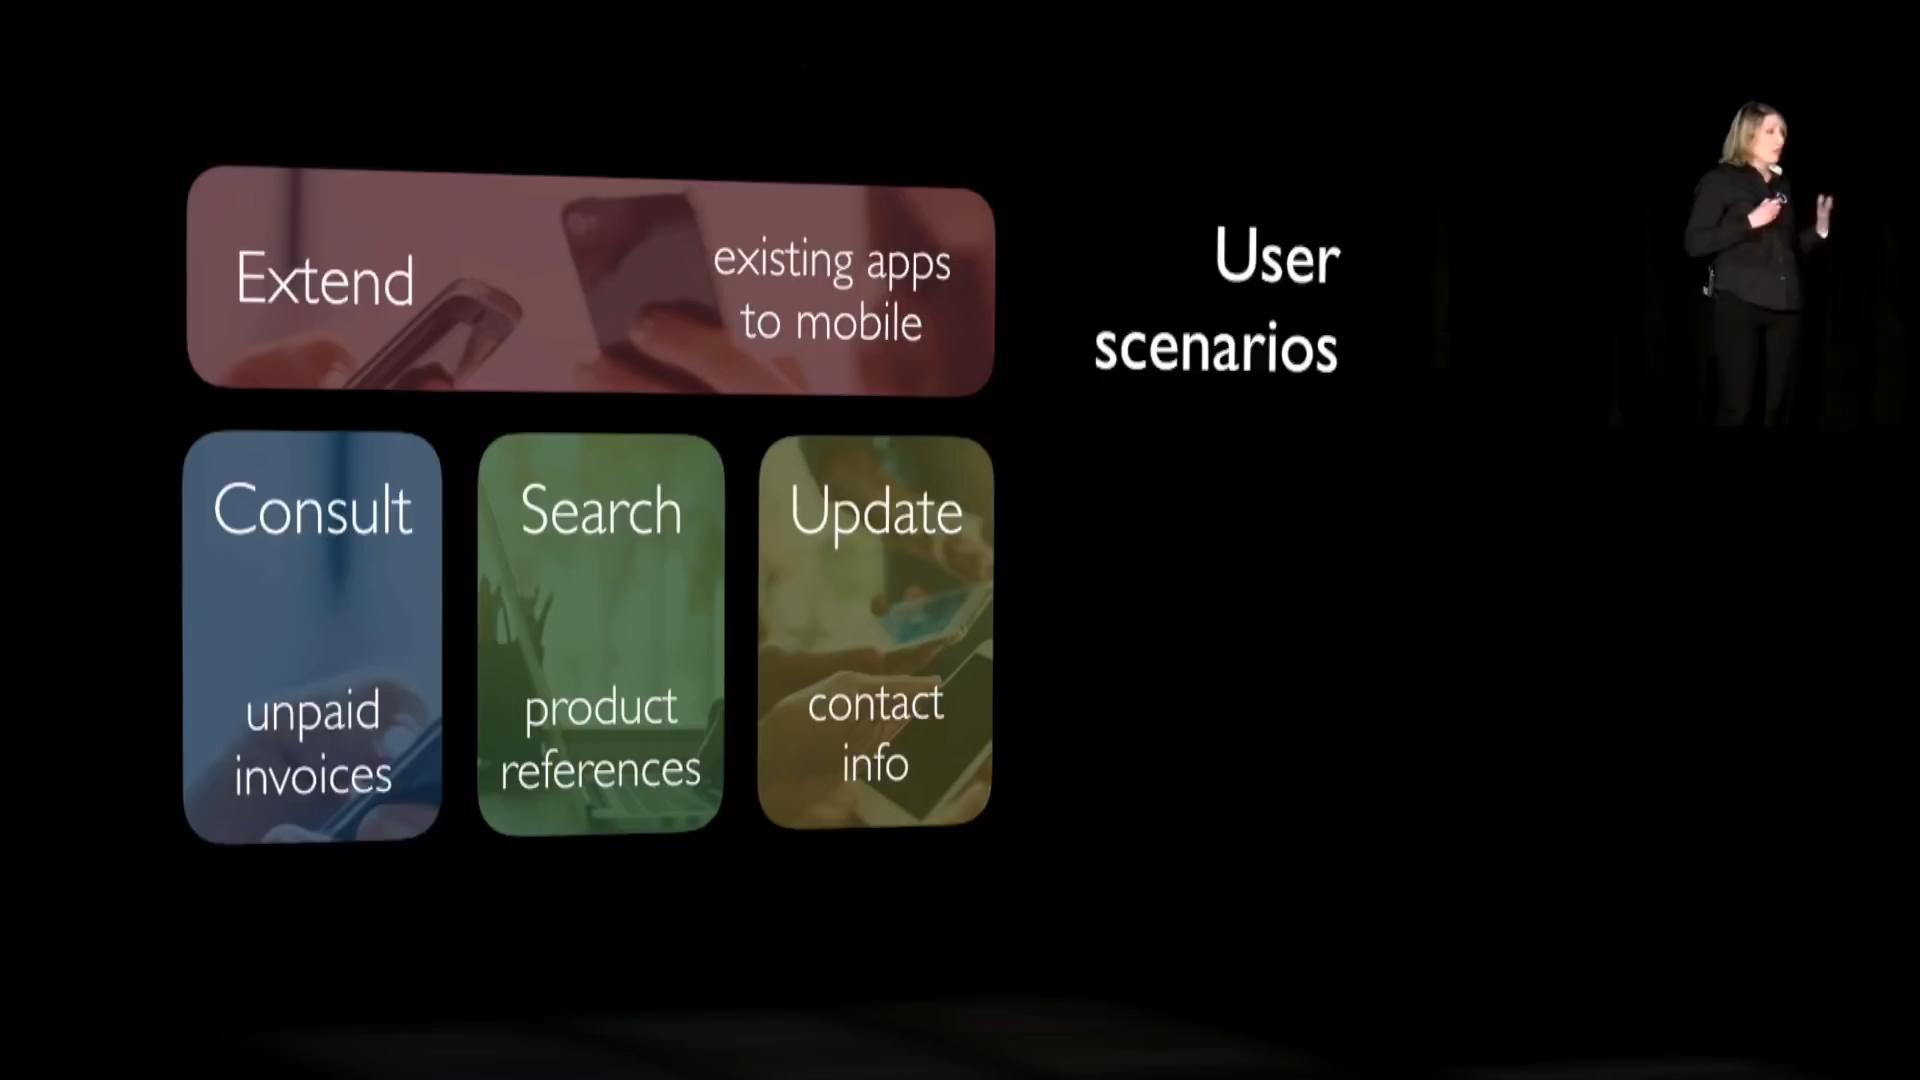 Extend
existing apps
to mobile
User
scenarios
Consult
unpaid
invoices
Search
product
references
Update
contact
info